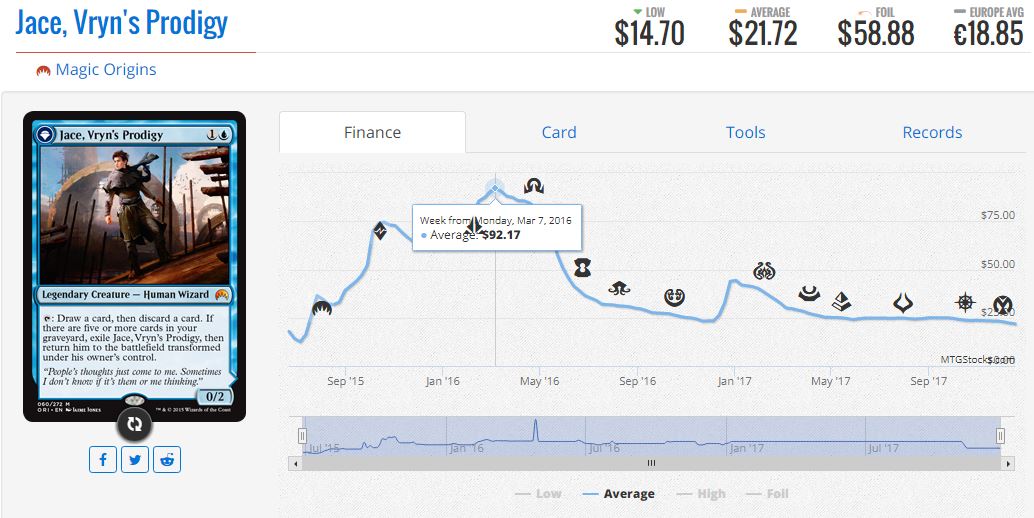 Jace, Vryn's Prodigy
LOW
$14.70
AVERAGE
$21.72
FOIL
$58.88
EUROPE AVG
€18.85
Magic Origins
Jace, Vryn's Prodigy 1
Legendary Creature — Human Wizard
: Draw a card, then discard a card. If
there are five or more cards in your
graveyard, exile Jace, Vryn's Prodigy, then
return him to the battlefield transformed
under his owner's control.
"People's thoughts just come to me. Sometimes
I don't know if it's them or me thinking."
0/2
060/272 M
ORI • EN Jaime Jones
™ & © 2015 Wizards of the Coast
Finance
Card
Tools
Records
Week from Monday, Mar 7, 2016
Average: $92.17
$75.00
$50.00
$25.00
$0.00
MTGStocks.com
Sep '15
Jan '16
May '16
Sep '16
Jan '17
May '17
Sep '17
Jul '15
Jan '16
Jul '16
Jan '17
Jul '17
Low
Average
High
Foil